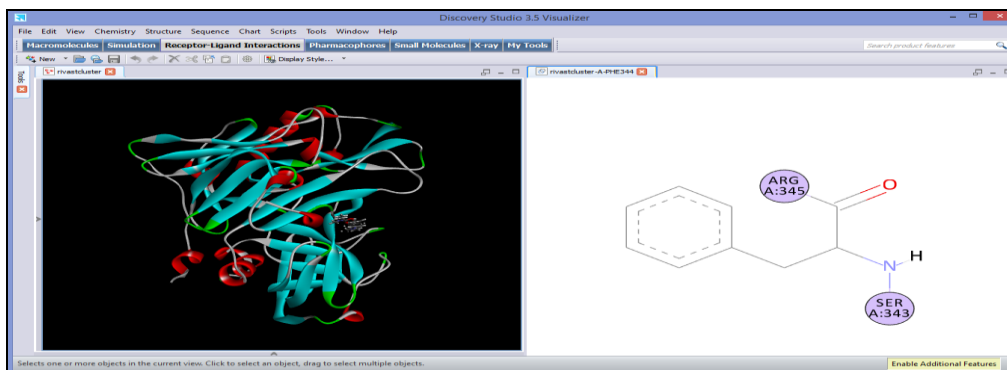 Discovery Studio 3.5 Visualizer
File Edit View Chemistry Structure Sequence Chart Scripts Tools Window Help
Macromolecules Simulation Receptor-Ligand Interactions Pharmacophores Small Molecules X-ray My Tools
Search product features
New Display Style...
Tools
rivastcluster
rivastcluster-A-PHE344
ARG
A:345
O
H
N
SER
A:343
Selects one or more objects in the current view. Click to select an object, drag to select multiple objects.
Enable Additional Features